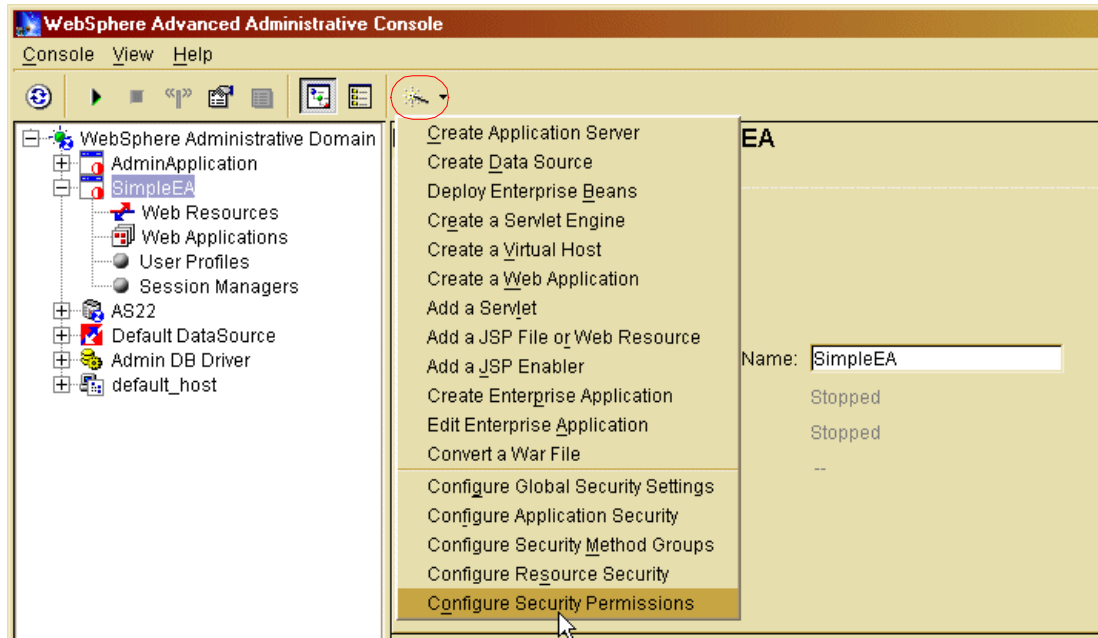 WebSphere Advanced Administrative Console
Console View Help
WebSphere Administrative Domain
AdminApplication
SimpleEA
Web Resources
Web Applications
User Profiles
Session Managers
AS22
Default DataSource
Admin DB Driver
default_host
Create Application Server
Create Data Source
Deploy Enterprise Beans
Create a Servlet Engine
Create a Virtual Host
Create a Web Application
Add a Servlet
Add a JSP File or Web Resource
Add a JSP Enabler
Create Enterprise Application
Edit Enterprise Application
Convert a War File
Configure Global Security Settings
Configure Application Security
Configure Security Method Groups
Configure Resource Security
Configure Security Permissions
EA
Name: SimpleEA
Stopped
Stopped
--